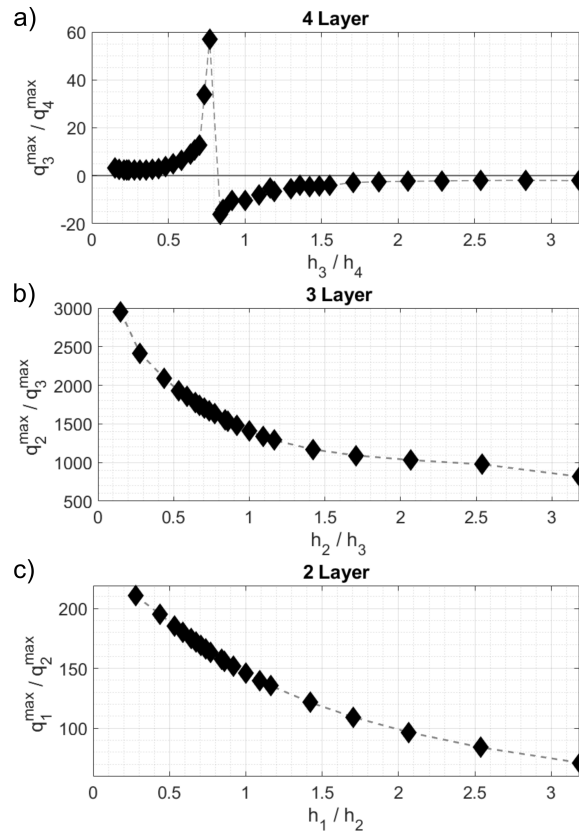 a)
4 Layer
60
40
20
0
-20
q₃ᵐᵃˣ / q₄ᵐᵃˣ
0 0.5 1 1.5 2 2.5 3
h₃ / h₄
b)
3 Layer
3000
2500
2000
1500
1000
500
q₂ᵐᵃˣ / q₃ᵐᵃˣ
0 0.5 1 1.5 2 2.5 3
h₂ / h₃
c)
2 Layer
200
150
100
q₁ᵐᵃˣ / q₂ᵐᵃˣ
0 0.5 1 1.5 2 2.5 3
h₁ / h₂